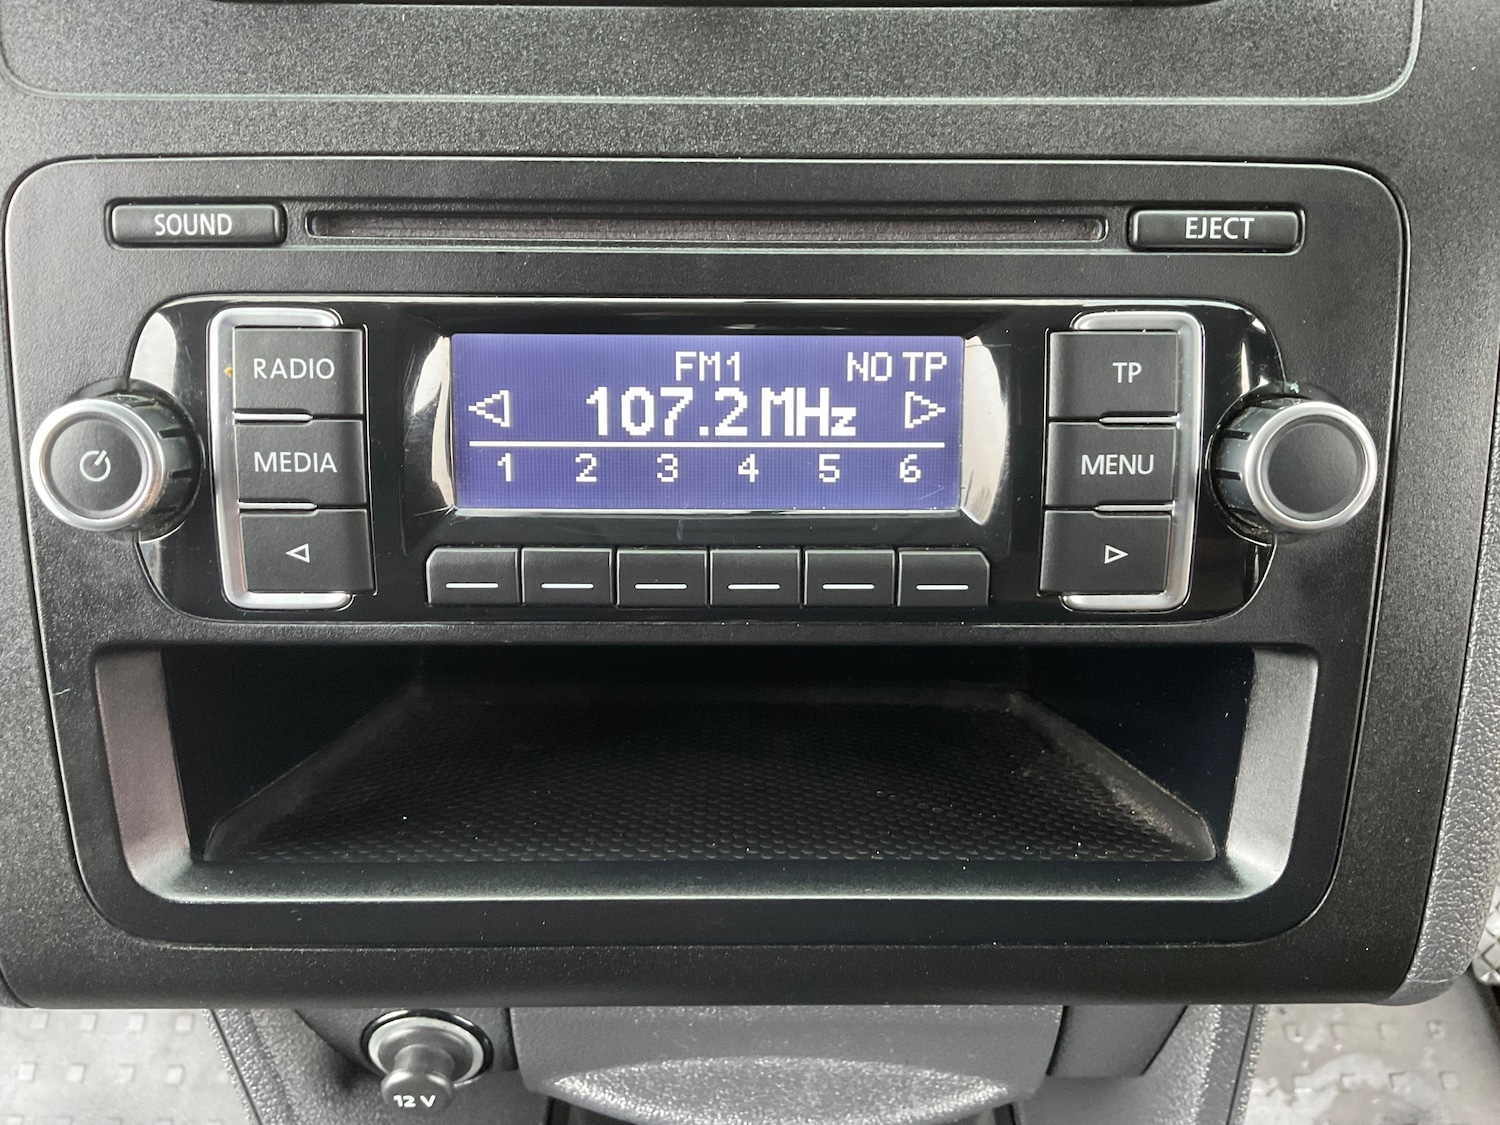 SOUND
EJECT
RADIO
MEDIA
FM1 NO TP
107.2 MHz
1 2 3 4 5 6
TP
MENU
12 V